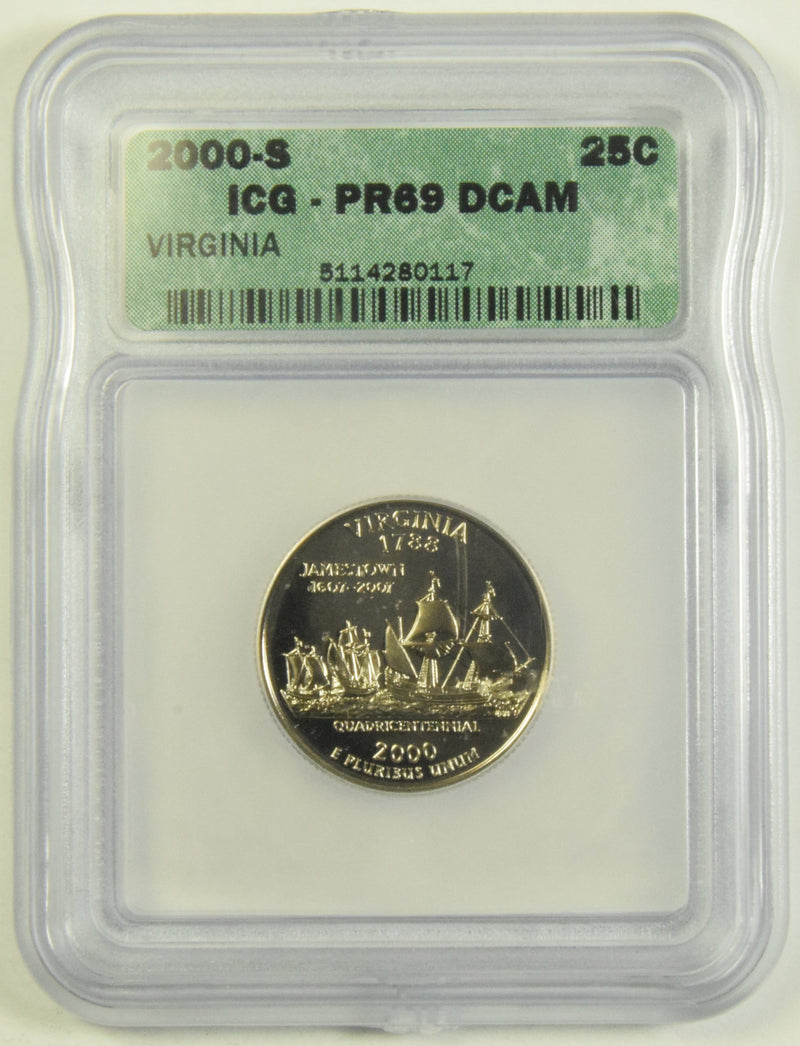 2000-S 25C
ICG - PR69 DCAM
VIRGINIA
5114280117
VIRGINIA
1788
JAMESTOWN
1607-2007
QUADRICENTENNIAL
2000
E PLURIBUS UNUM